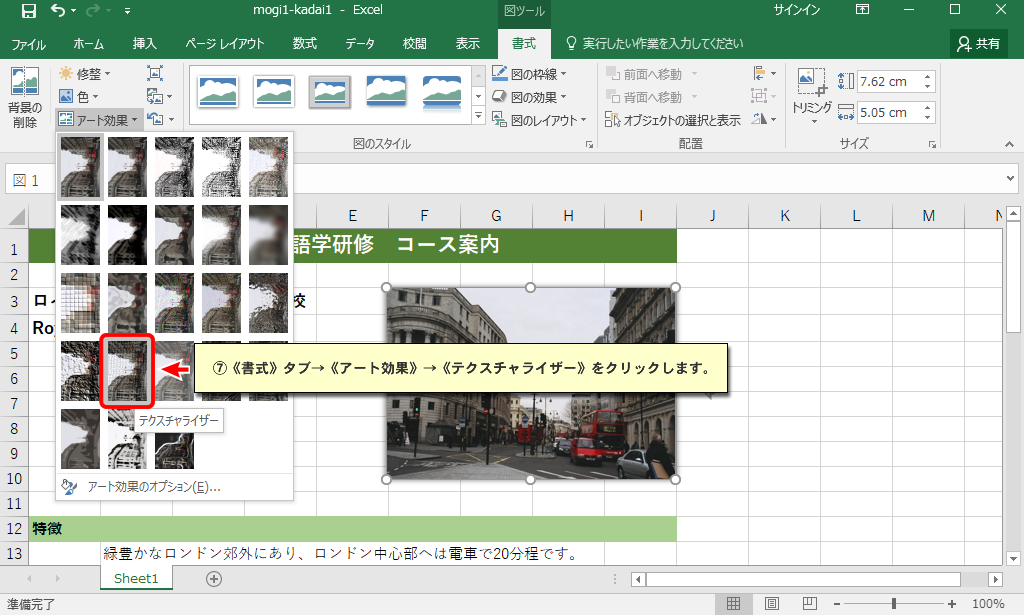 mogi1-kadai1 - Excel
図ツール
サインイン
ファイル ホーム 挿入 ページ レイアウト 数式 データ 校閲 表示 書式 実行したい作業を入力してください 共有
背景の
削除
修整
色
アート効果
図の枠線
図の効果
図のレイアウト
前面へ移動
背面へ移動
オブジェクトの選択と表示
トリミング
7.62 cm
5.05 cm
図のスタイル 配置 サイズ
図 1
E F G H I J K L M N
1 語学研修 コース案内
2
3 ロイ 校
4 Roy
5
⑦《書式》タブ→《アート効果》→《テクスチャライザー》をクリックします。
6
7
8
テクスチャライザー
9
10
アート効果のオプション(E)...
11
12 特徴
13 緑豊かなロンドン郊外にあり、ロンドン中心部へは電車で20分程です。
Sheet1
準備完了
100%